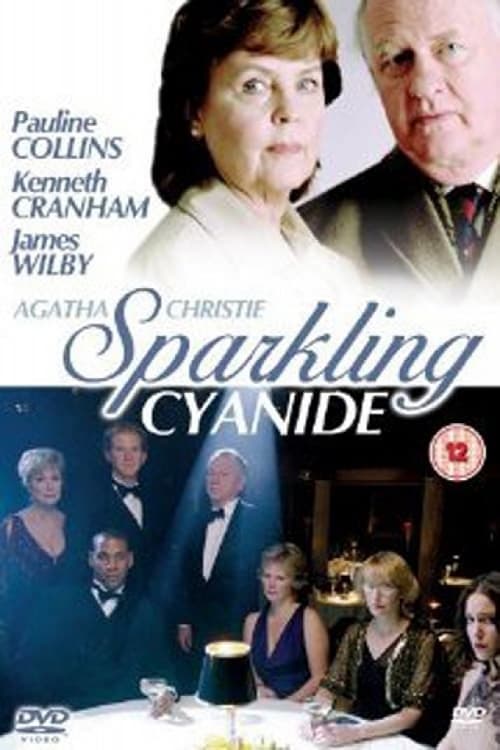 Pauline
COLLINS
Kenneth
CRANHAM
James
WILBY
AGATHA CHRISTIE
Sparkling
CYANIDE
12
DVD
VIDEO
DVD